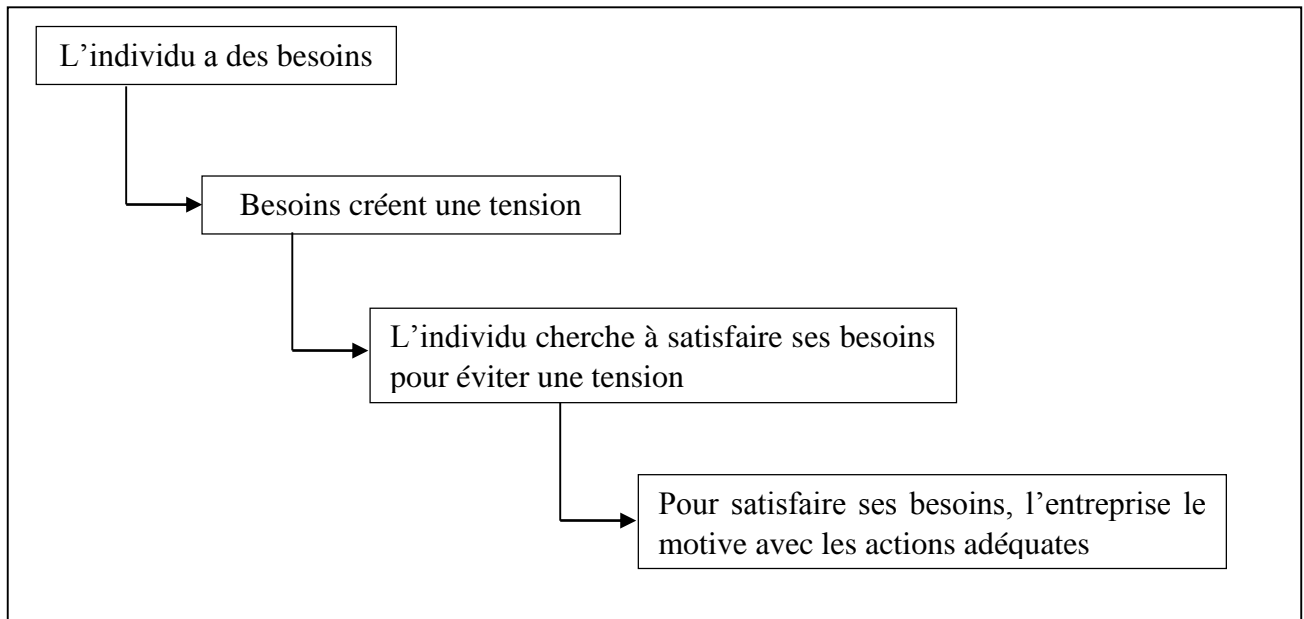 L’individu a des besoins
Besoins créent une tension
L’individu cherche à satisfaire ses besoins
pour éviter une tension
Pour satisfaire ses besoins, l’entreprise le
motive avec les actions adéquates